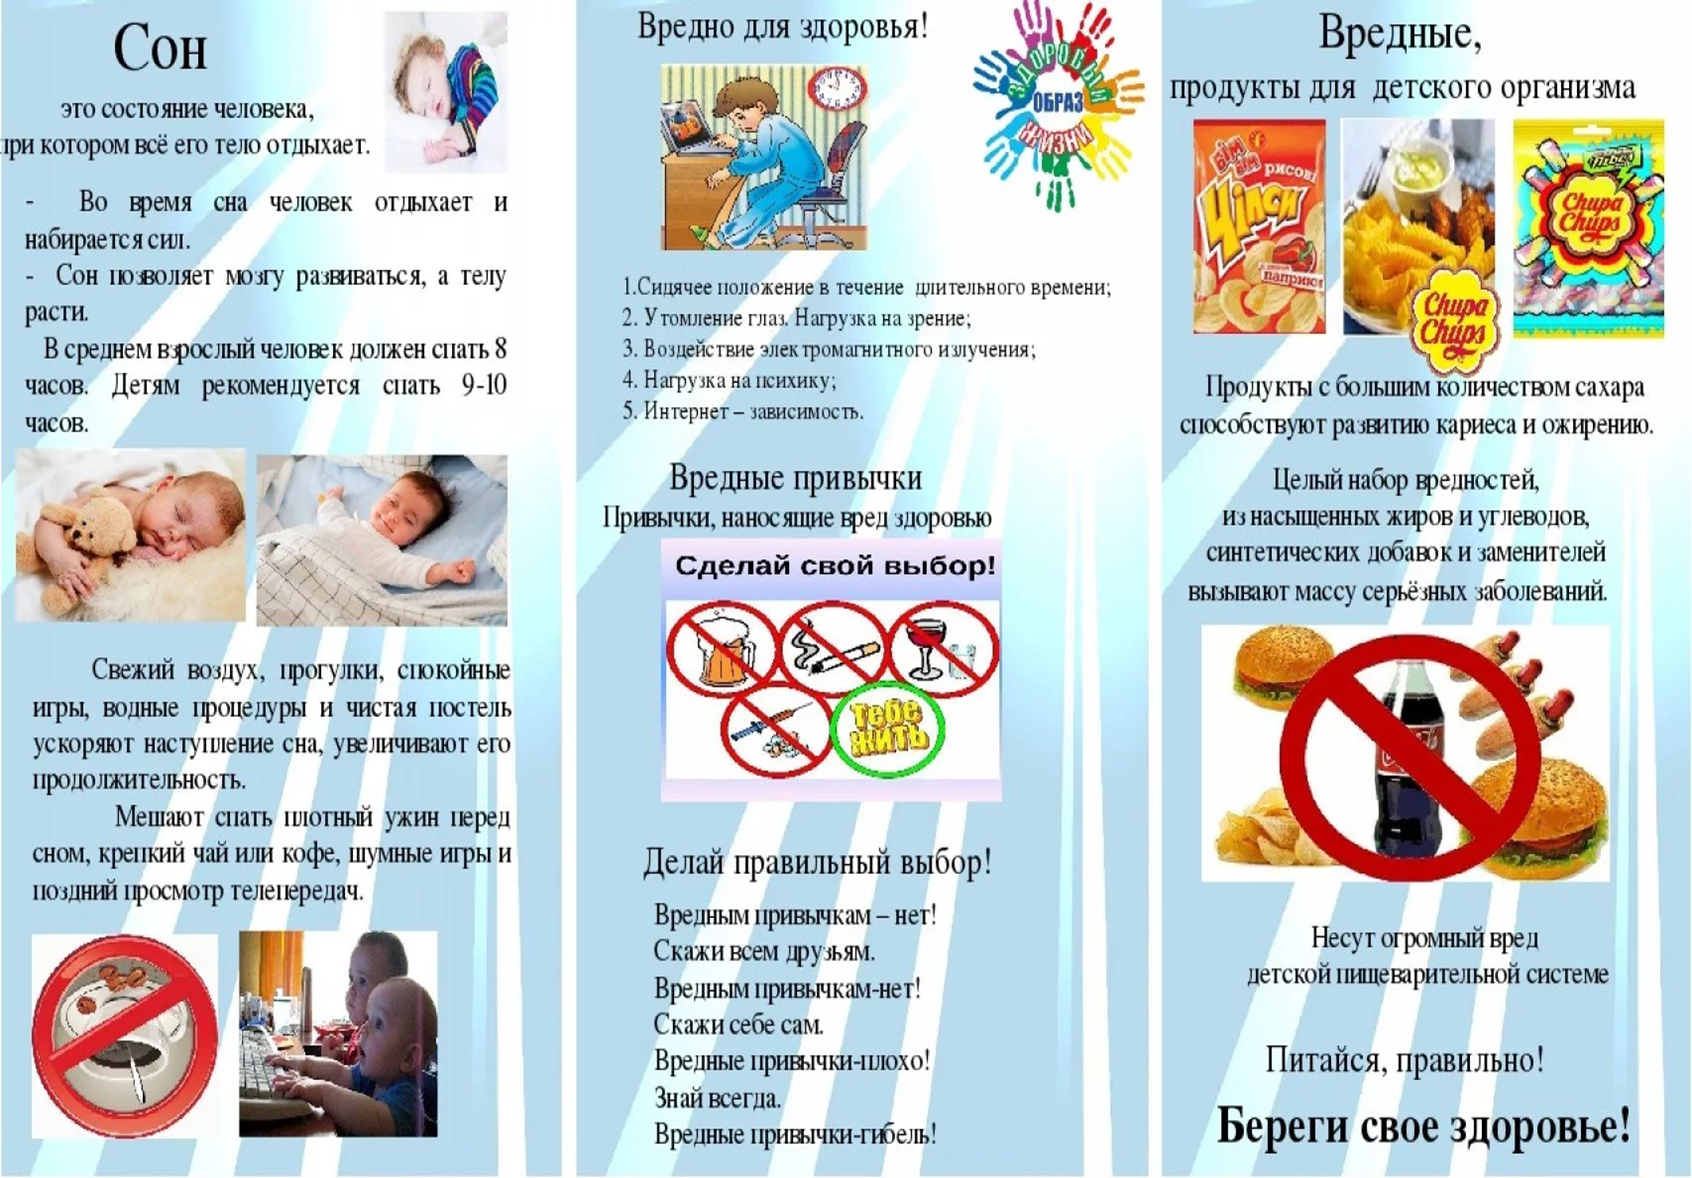 Сон
это состояние человека,
при котором всё его тело отдыхает.
- Во время сна человек отдыхает и
набирается сил.
- Сон позволяет мозгу развиваться, а телу
расти.
В среднем взрослый человек должен спать 8
часов. Детям рекомендуется спать 9-10
часов.
Свежий воздух, прогулки, спокойные
игры, водные процедуры и чистая постель
ускоряют наступление сна, увеличивают его
продолжительность.
Мешают спать плотный ужин перед
сном, крепкий чай или кофе, шумные игры и
поздний просмотр телепередач.
Вредно для здоровья!
ЗДОРОВЫЙ
ОБРАЗ
ЖИЗНИ
1.Сидячее положение в течение длительного времени;
2. Утомление глаз. Нагрузка на зрение;
3. Воздействие электромагнитного излучения;
4. Нагрузка на психику;
5. Интернет – зависимость.
Вредные привычки
Привычки, наносящие вред здоровью
Сделай свой выбор!
Тебе
ЖИТЬ
Делай правильный выбор!
Вредным привычкам – нет!
Скажи всем друзьям.
Вредным привычкам-нет!
Скажи себе сам.
Вредные привычки-плохо!
Знай всегда.
Вредные привычки-гибель!
Вредные,
продукты для детского организма
Бім
Бім
рисові
Чіпси
паприки
Chupa
Chups
Chupa
Chups
Продукты с большим количеством сахара
способствуют развитию кариеса и ожирению.
Целый набор вредностей,
из насыщенных жиров и углеводов,
синтетических добавок и заменителей
вызывают массу серьёзных заболеваний.
Несут огромный вред
детской пищеварительной системе
Питайся, правильно!
Береги свое здоровье!